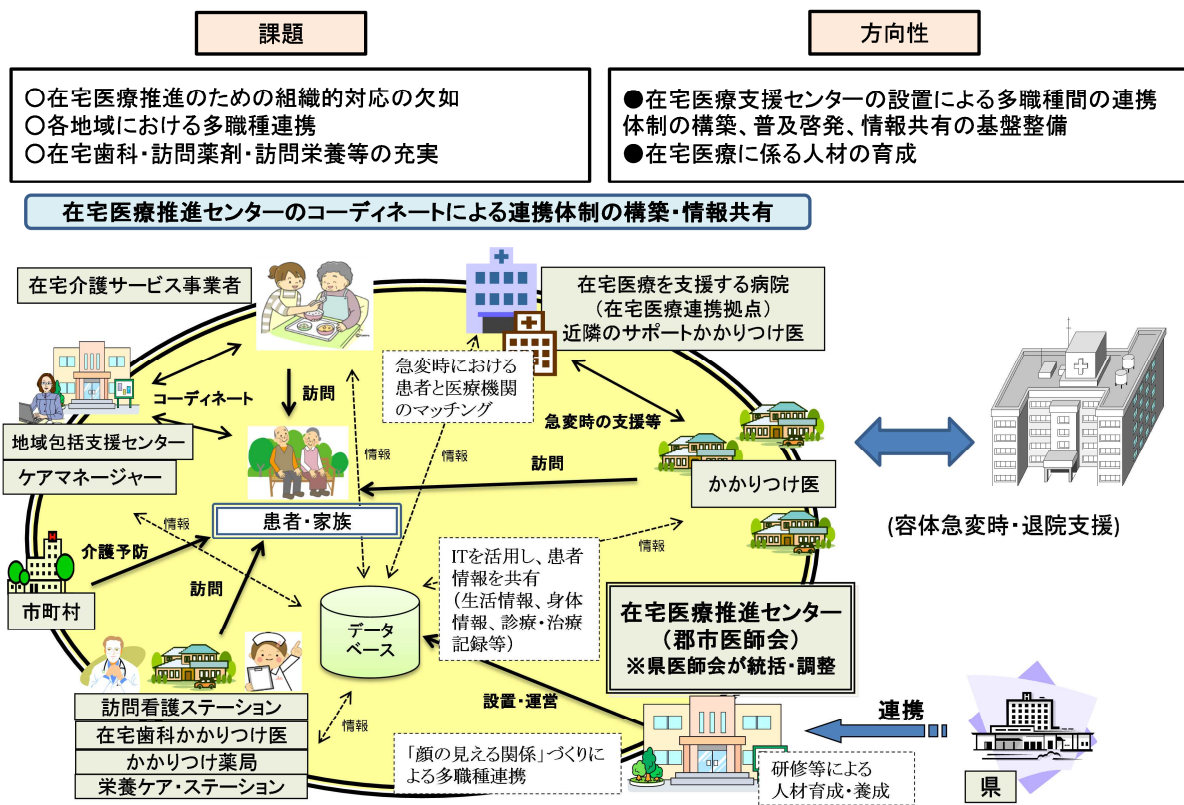 課題
方向性
○在宅医療推進のための組織的対応の欠如
○各地域における多職種連携
○在宅歯科・訪問薬剤・訪問栄養等の充実
●在宅医療支援センターの設置による多職種間の連携
体制の構築、普及啓発、情報共有の基盤整備
●在宅医療に係る人材の育成
在宅医療推進センターのコーディネートによる連携体制の構築・情報共有
在宅介護サービス事業者
在宅医療を支援する病院
（在宅医療連携拠点）
近隣のサポートかかりつけ医
急変時における
患者と医療機関
のマッチング
コーディネート
訪問
急変時の支援等
地域包括支援センター
ケアマネージャー
情報
情報
訪問
かかりつけ医
患者・家族
(容体急変時・退院支援)
情報
介護予防
訪問
情報
ITを活用し、患者
情報を共有
（生活情報、身体
情報、診療・治療
記録等）
市町村
データ
ベース
在宅医療推進センター
（郡市医師会）
※県医師会が統括・調整
設置・運営
情報
訪問看護ステーション
在宅歯科かかりつけ医
かかりつけ薬局
栄養ケア・ステーション
「顔の見える関係」づくりに
よる多職種連携
連携
研修等による
人材育成・養成
県